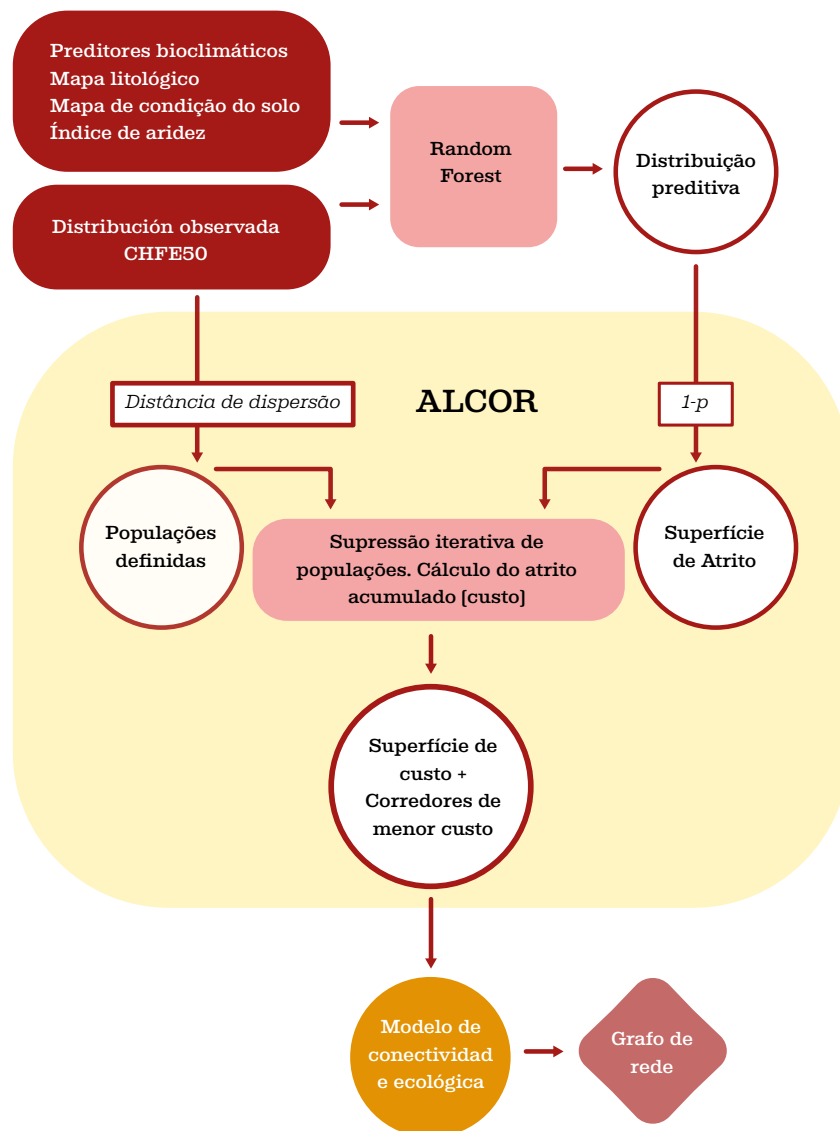 Preditores bioclimáticos
Mapa litológico
Mapa de condição do solo
Índice de aridez
Random
Forest
Distribuição
preditiva
Distribución observada
CHFE50
Distância de dispersão
ALCOR
1-p
Populações
definidas
Supressão iterativa de
populações. Cálculo do atrito
acumulado [custo]
Superfície
de Atrito
Superfície de
custo +
Corredores de
menor custo
Modelo de
conectividad
e ecológica
Grafo de
rede